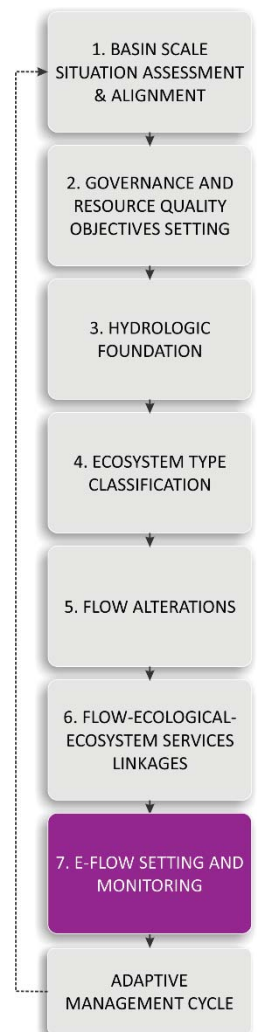 1. BASIN SCALE
SITUATION ASSESSMENT
& ALIGNMENT
2. GOVERNANCE AND
RESOURCE QUALITY
OBJECTIVES SETTING
3. HYDROLOGIC
FOUNDATION
4. ECOSYSTEM TYPE
CLASSIFICATION
5. FLOW ALTERATIONS
6. FLOW-ECOLOGICAL-
ECOSYSTEM SERVICES
LINKAGES
7. E-FLOW SETTING AND
MONITORING
ADAPTIVE
MANAGEMENT CYCLE